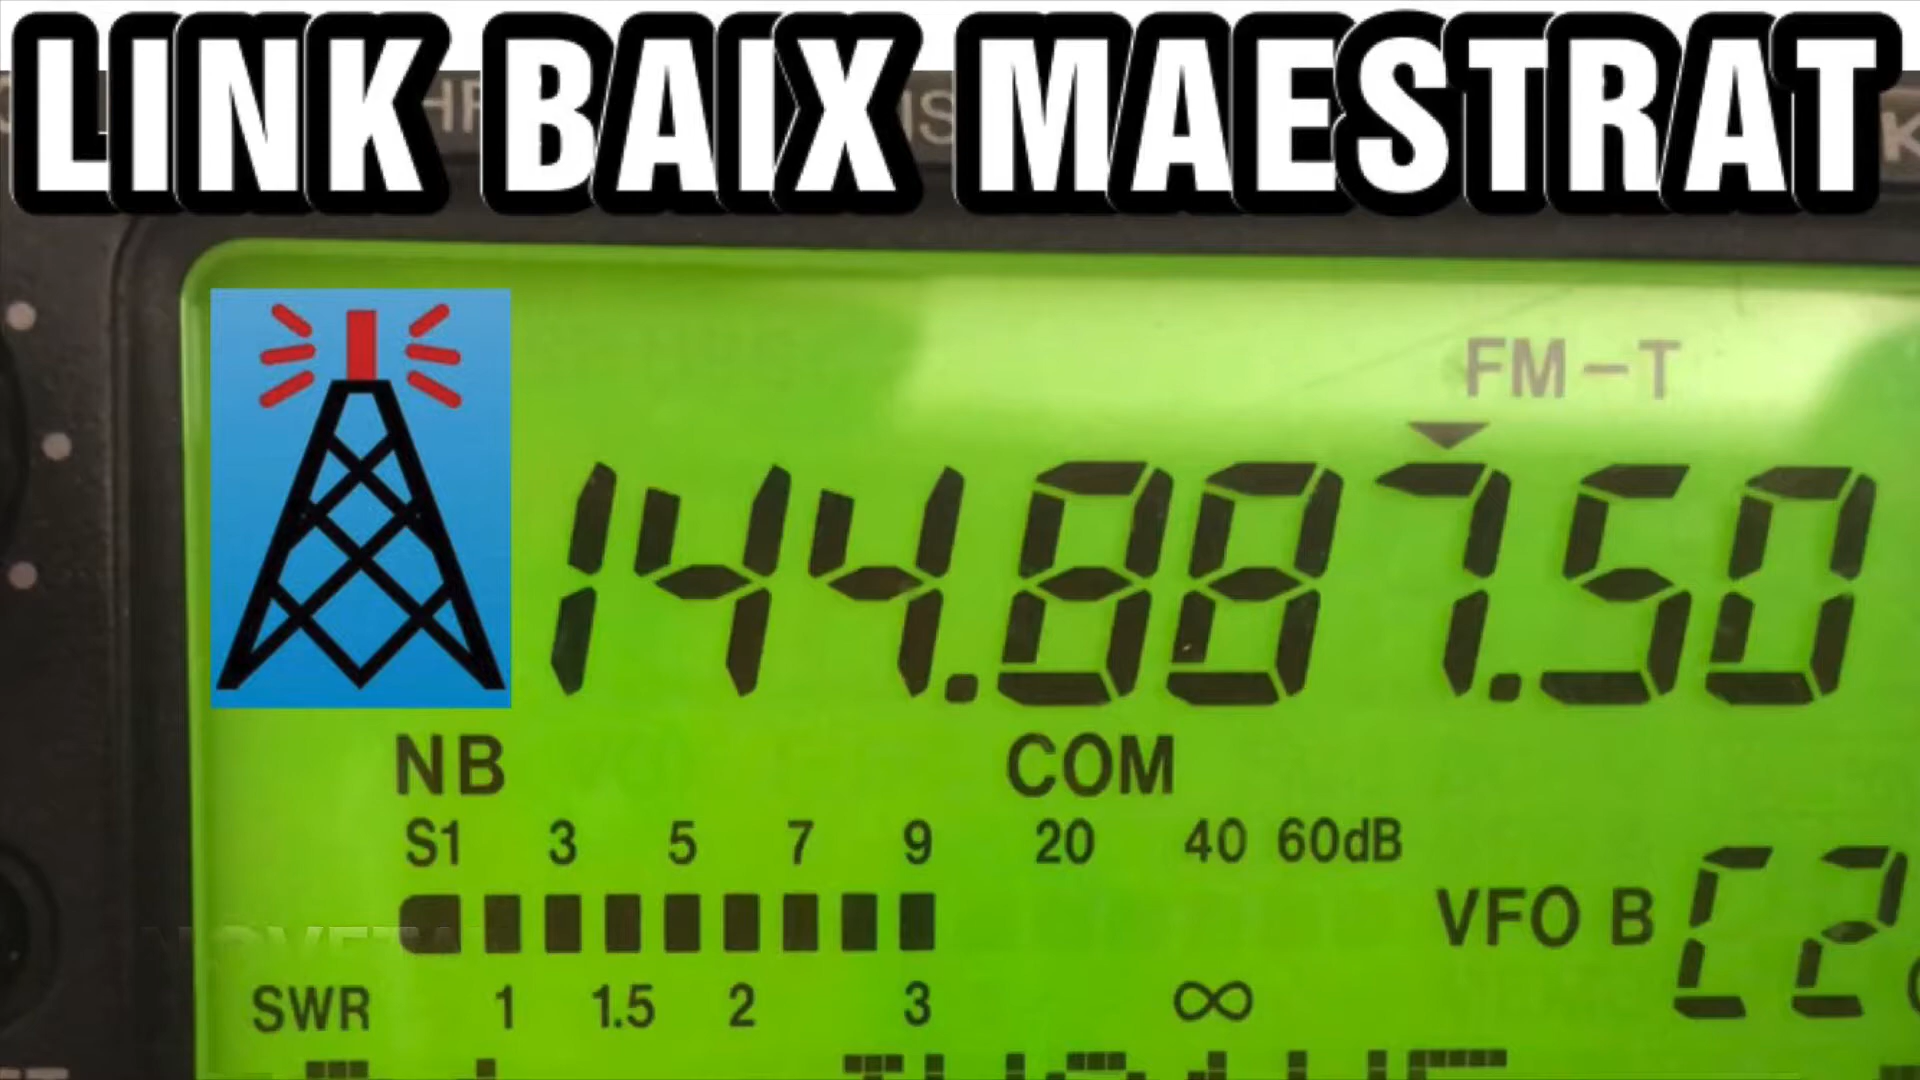 LINK BAIX MAESTRAT
FM-T
144.887.50
NB COM
S1 3 5 7 9 20 40 60dB
VFO B
SWR 1 1.5 2 3 ∞